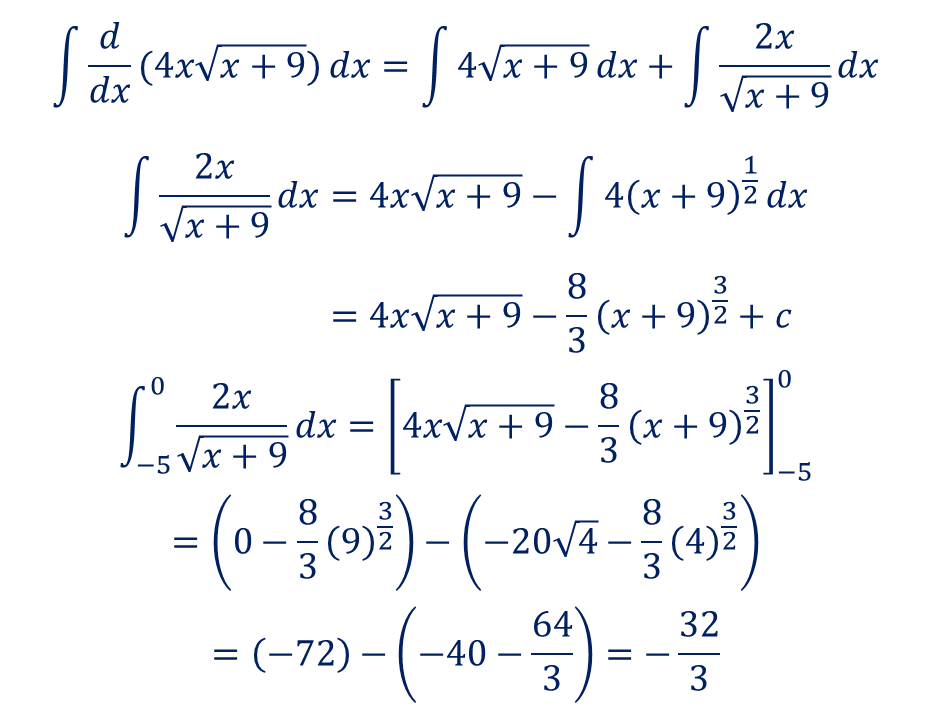 ∫ d/dx (4x√(x + 9)) dx = ∫ 4√(x + 9) dx + ∫ 2x/√(x + 9) dx
∫ 2x/√(x + 9) dx = 4x√(x + 9) − ∫ 4(x + 9)^(1/2) dx
= 4x√(x + 9) − 8/3 (x + 9)^(3/2) + c
∫_(−5)^0 2x/√(x + 9) dx = [4x√(x + 9) − 8/3 (x + 9)^(3/2)]_(−5)^0
= (0 − 8/3 (9)^(3/2)) − (−20√4 − 8/3 (4)^(3/2))
= (−72) − (−40 − 64/3) = − 32/3